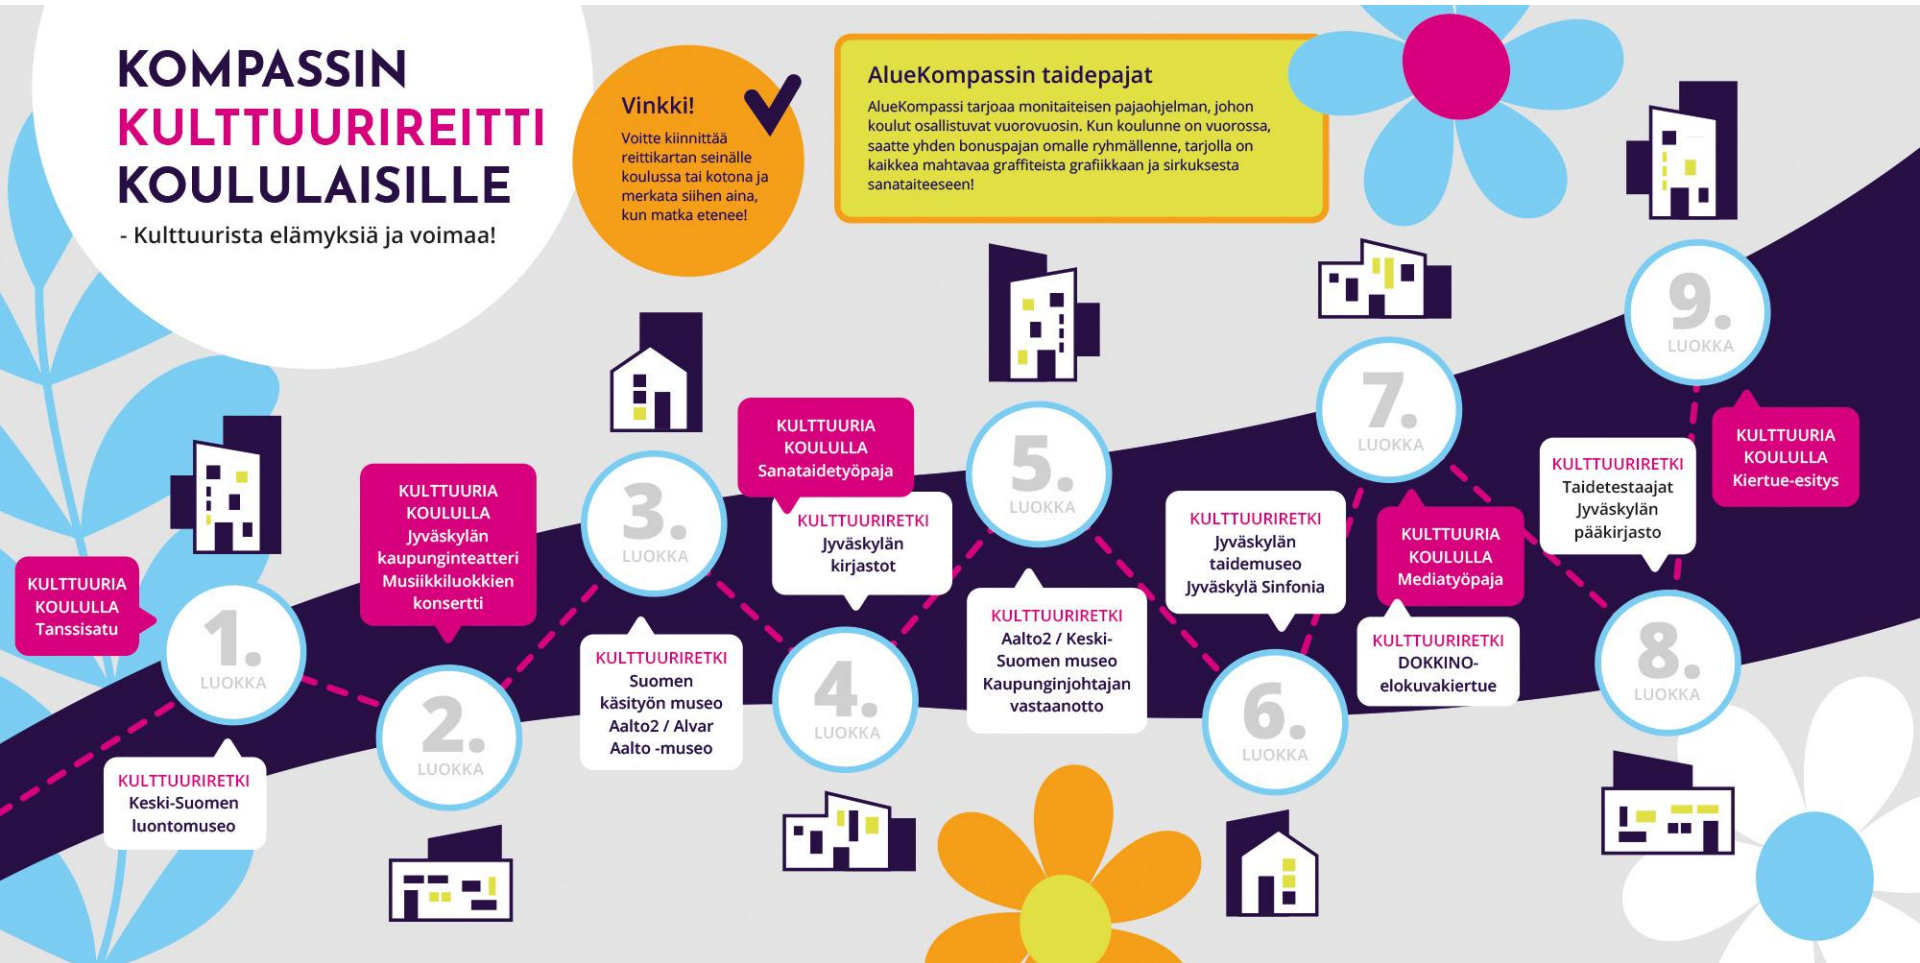 KOMPASSIN
KULTTUURIREITTI
KOULULAISILLE
- Kulttuurista elämyksiä ja voimaa!
Vinkki!
Voitte kiinnittää
reittikartan seinälle
koulussa tai kotona ja
merkata siihen aina,
kun matka etenee!
AlueKompassin taidepajat
AlueKompassi tarjoaa monitaiteisen pajaohjelman, johon
koulut osallistuvat vuorovuosin. Kun koulunne on vuorossa,
saatte yhden bonuspajan omalle ryhmällenne, tarjolla on
kaikkea mahtavaa graffiteista grafiikkaan ja sirkuksesta
sanataiteeseen!
KULTTUURIA
KOULULLA
Tanssisatu
1.
LUOKKA
KULTTUURIRETKI
Keski-Suomen
luontomuseo
KULTTUURIA
KOULULLA
Jyväskylän
kaupunginteatteri
Musiikkiluokkien
konsertti
2.
LUOKKA
3.
LUOKKA
KULTTUURIRETKI
Suomen
käsityön museo
Aalto2 / Alvar
Aalto -museo
KULTTUURIA
KOULULLA
Sanataidetyöpaja
KULTTUURIRETKI
Jyväskylän
kirjastot
4.
LUOKKA
5.
LUOKKA
KULTTUURIRETKI
Aalto2 / Keski-
Suomen museo
Kaupunginjohtajan
vastaanotto
KULTTUURIRETKI
Jyväskylän
taidemuseo
Jyväskylä Sinfonia
6.
LUOKKA
7.
LUOKKA
KULTTUURIA
KOULULLA
Mediatyöpaja
KULTTUURIRETKI
DOKKINO-
elokuvakiertue
KULTTUURIRETKI
Taidetestaajat
Jyväskylän
pääkirjasto
8.
LUOKKA
9.
LUOKKA
KULTTUURIA
KOULULLA
Kiertue-esitys